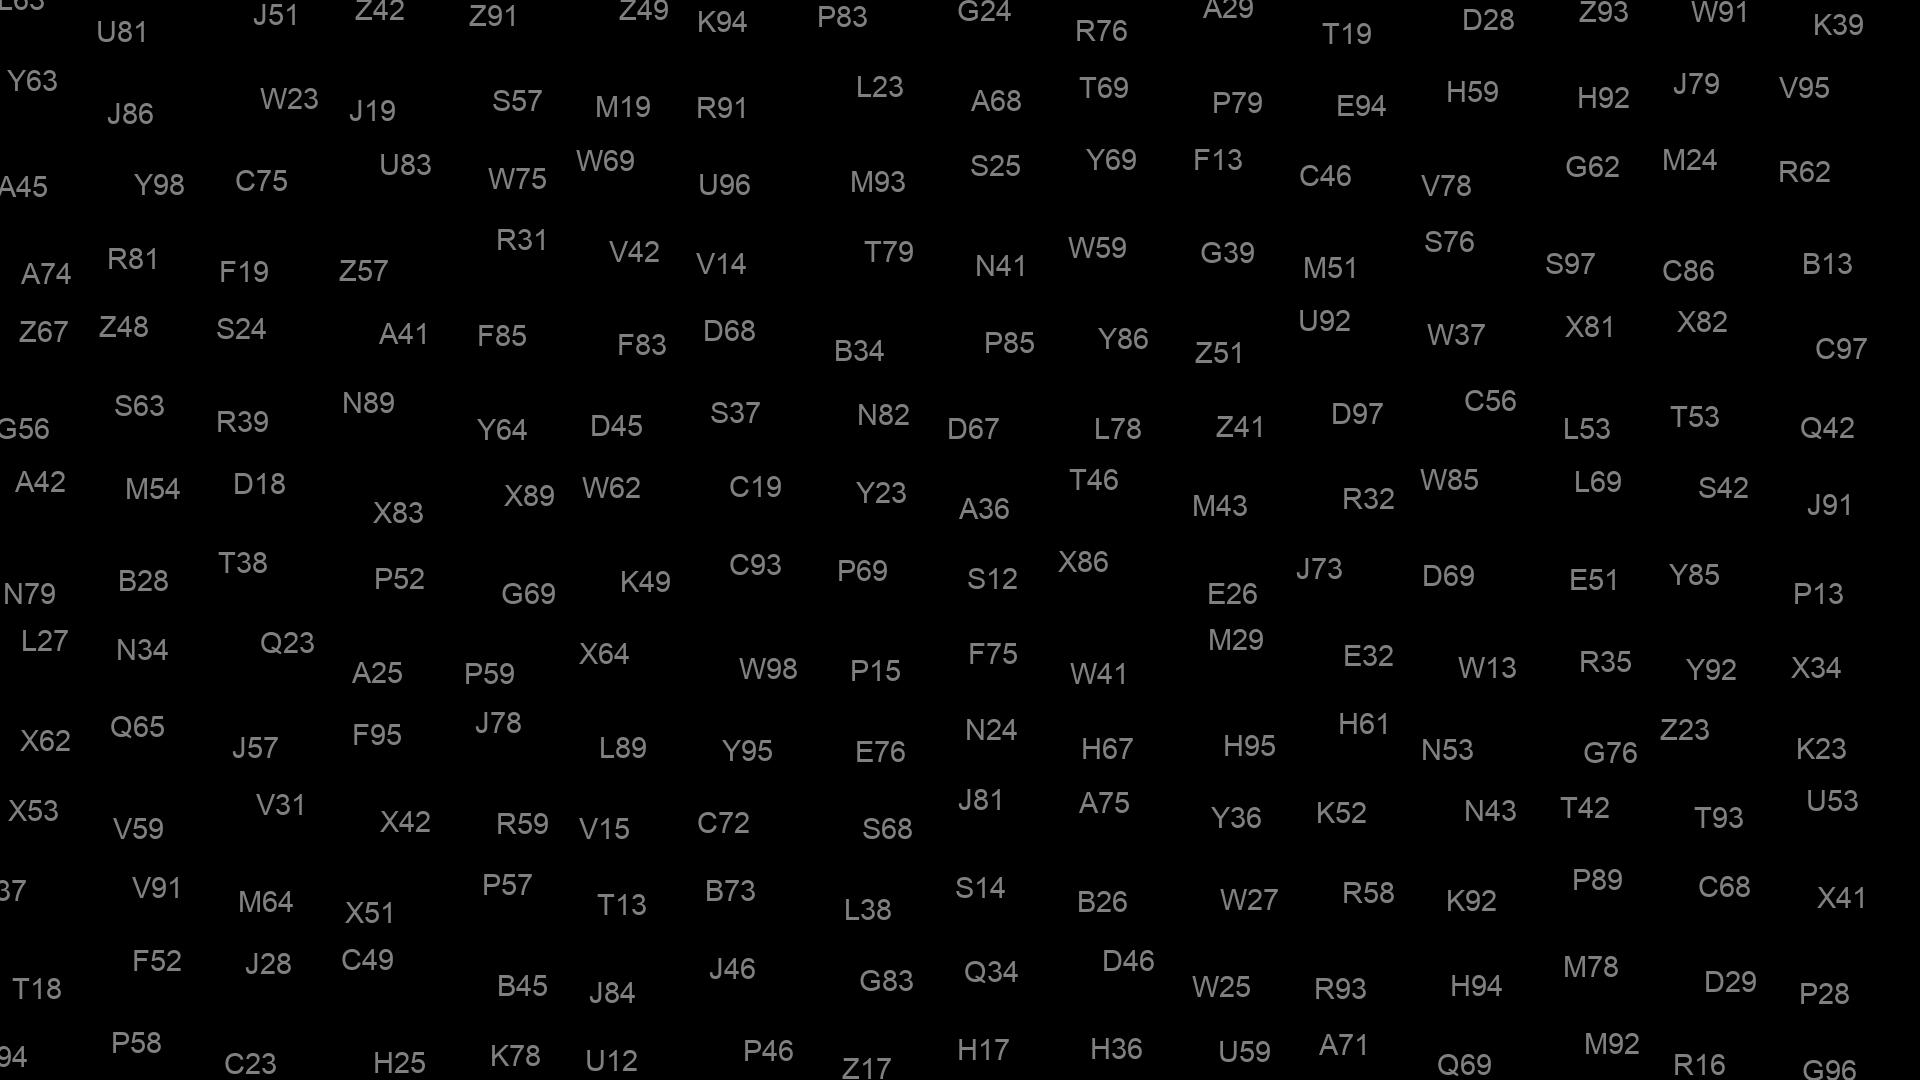 U81 J51 Z42 Z91 Z49 K94 P83 G24 R76 A29 T19 D28 Z93 W91 K39
Y63 J86 W23 J19 S57 M19 R91 L23 A68 T69 P79 E94 H59 H92 J79 V95
A45 Y98 C75 U83 W75 W69 U96 M93 S25 Y69 F13 C46 V78 G62 M24 R62
A74 R81 F19 Z57 R31 V42 V14 T79 N41 W59 G39 M51 S76 S97 C86 B13
Z67 Z48 S24 A41 F85 F83 D68 B34 P85 Y86 Z51 U92 W37 X81 X82 C97
G56 S63 R39 N89 Y64 D45 S37 N82 D67 L78 Z41 D97 C56 L53 T53 Q42
A42 M54 D18 X83 X89 W62 C19 Y23 A36 T46 M43 R32 W85 L69 S42 J91
N79 B28 T38 P52 G69 K49 C93 P69 S12 X86 E26 J73 D69 E51 Y85 P13
L27 N34 Q23 A25 P59 X64 W98 P15 F75 W41 M29 E32 W13 R35 Y92 X34
X62 Q65 J57 F95 J78 L89 Y95 E76 N24 H67 H95 H61 N53 G76 Z23 K23
X53 V59 V31 X42 R59 V15 C72 S68 J81 A75 Y36 K52 N43 T42 T93 U53
37 V91 M64 X51 P57 T13 B73 L38 S14 B26 W27 R58 K92 P89 C68 X41
T18 F52 J28 C49 B45 J84 J46 G83 Q34 D46 W25 R93 H94 M78 D29 P28
94 P58 C23 H25 K78 U12 P46 Z17 H17 H36 U59 A71 Q69 M92 R16 G96